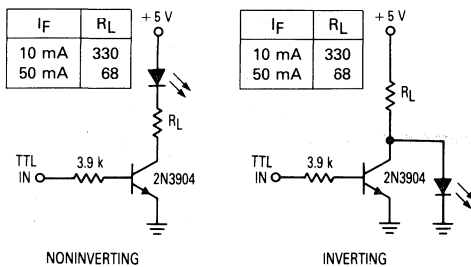 IF RL
10 mA 330
50 mA 68
+5 V
RL
TTL
IN
3.9 k
2N3904
NONINVERTING
IF RL
10 mA 330
50 mA 68
+5 V
RL
TTL
IN
3.9 k
2N3904
INVERTING